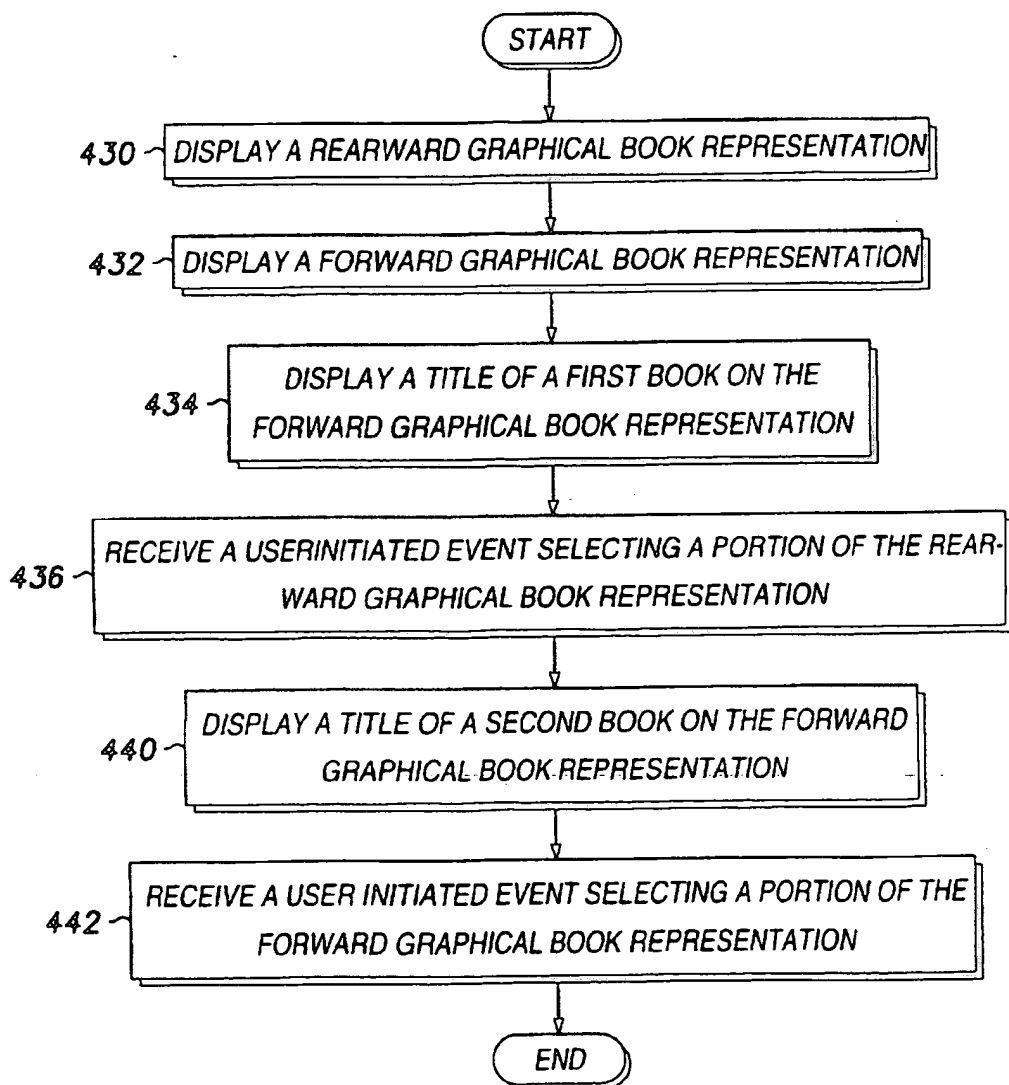 START
430 DISPLAY A REARWARD GRAPHICAL BOOK REPRESENTATION
432 DISPLAY A FORWARD GRAPHICAL BOOK REPRESENTATION
434 DISPLAY A TITLE OF A FIRST BOOK ON THE
FORWARD GRAPHICAL BOOK REPRESENTATION
436 RECEIVE A USERINITIATED EVENT SELECTING A PORTION OF THE REAR-
WARD GRAPHICAL BOOK REPRESENTATION
440 DISPLAY A TITLE OF A SECOND BOOK ON THE FORWARD
GRAPHICAL BOOK REPRESENTATION
442 RECEIVE A USER INITIATED EVENT SELECTING A PORTION OF THE
FORWARD GRAPHICAL BOOK REPRESENTATION
END